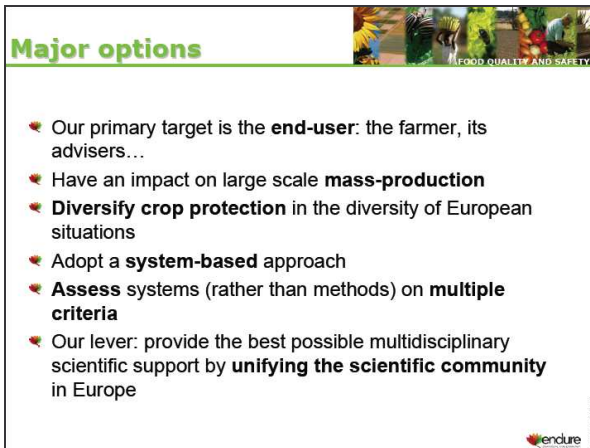 Major options
FOOD QUALITY AND SAFETY
Our primary target is the end-user: the farmer, its
advisers…
Have an impact on large scale mass-production
Diversify crop protection in the diversity of European
situations
Adopt a system-based approach
Assess systems (rather than methods) on multiple
criteria
Our lever: provide the best possible multidisciplinary
scientific support by unifying the scientific community
in Europe
endure